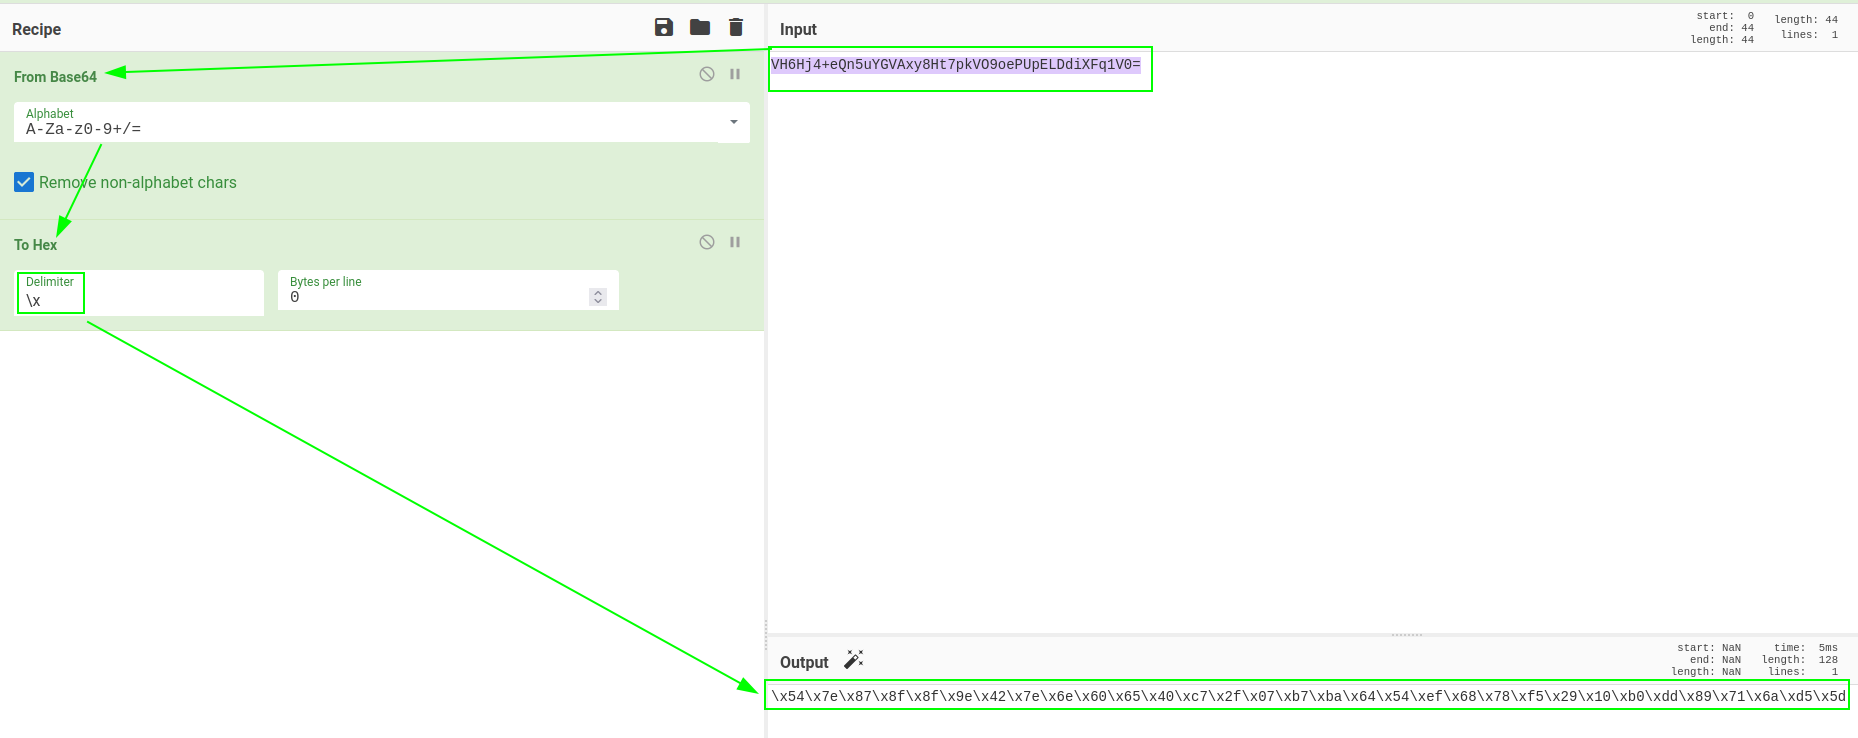 Recipe
From Base64
Alphabet
A-Za-z0-9+/=
Remove non-alphabet chars
To Hex
Delimiter
\x
Bytes per line
0
Input
start: 0
end: 44
length: 44
length: 44
lines: 1
VH6Hj4+eQn5uYGVAxy8Ht7pkVO9oePUpELDdiXFq1V0=
Output
start: NaN
end: NaN
length: NaN
time: 5ms
length: 128
lines: 1
\x54\x7e\x87\x8f\x8f\x9e\x42\x7e\x6e\x60\x65\x40\xc7\x2f\x07\xb7\xba\x64\x54\xef\x68\x78\xf5\x29\x10\xb0\xdd\x89\x71\x6a\xd5\x5d